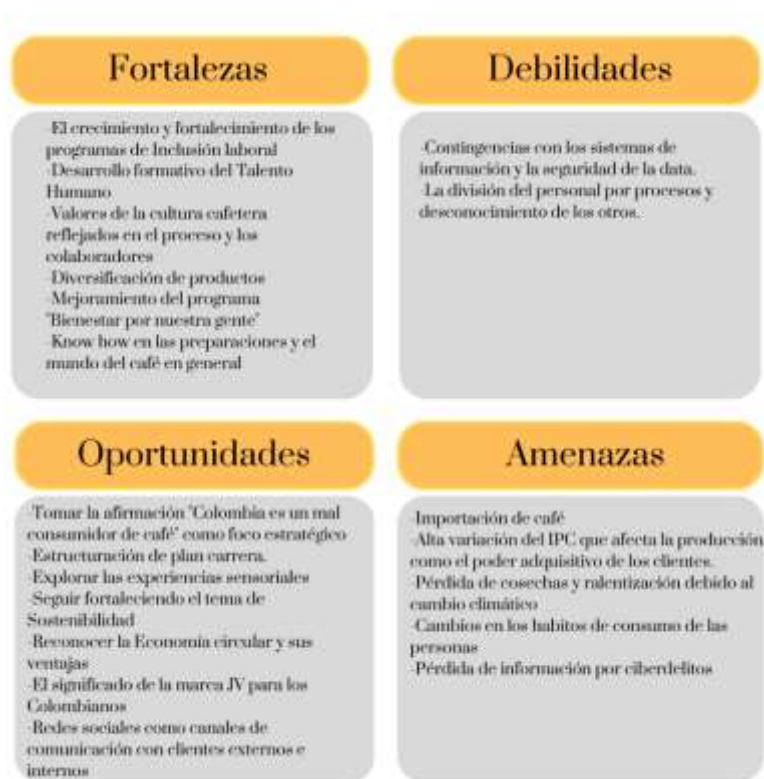 Fortalezas
-El crecimiento y fortalecimiento de los
programas de Inclusión laboral
-Desarrollo formativo del Talento
Humano
-Valores de la cultura cafetera
reflejados en el proceso y los
colaboradores
-Diversificación de productos
-Mejoramiento del programa
"Bienestar por nuestra gente"
-Know how en las preparaciones y el
mundo del café en general
Debilidades
-Contingencias con los sistemas de
información y la seguridad de la data.
-La división del personal por procesos y
desconocimiento de los otros.
Oportunidades
-Tomar la afirmación "Colombia es un mal
consumidor de café" como foco estratégico
-Estructuración de plan carrera.
-Explorar las experiencias sensoriales
-Seguir fortaleciendo el tema de
Sostenibilidad
-Reconocer la Economía circular y sus
ventajas
-El significado de la marca JV para los
Colombianos
-Redes sociales como canales de
comunicación con clientes externos e
internos
Amenazas
-Importación de café
-Alta variación del IPC que afecta la producción
como el poder adquisitivo de los clientes.
-Pérdida de cosechas y ralentización debido al
cambio climático
-Cambios en los habitos de consumo de las
personas
-Pérdida de información por ciberdelitos